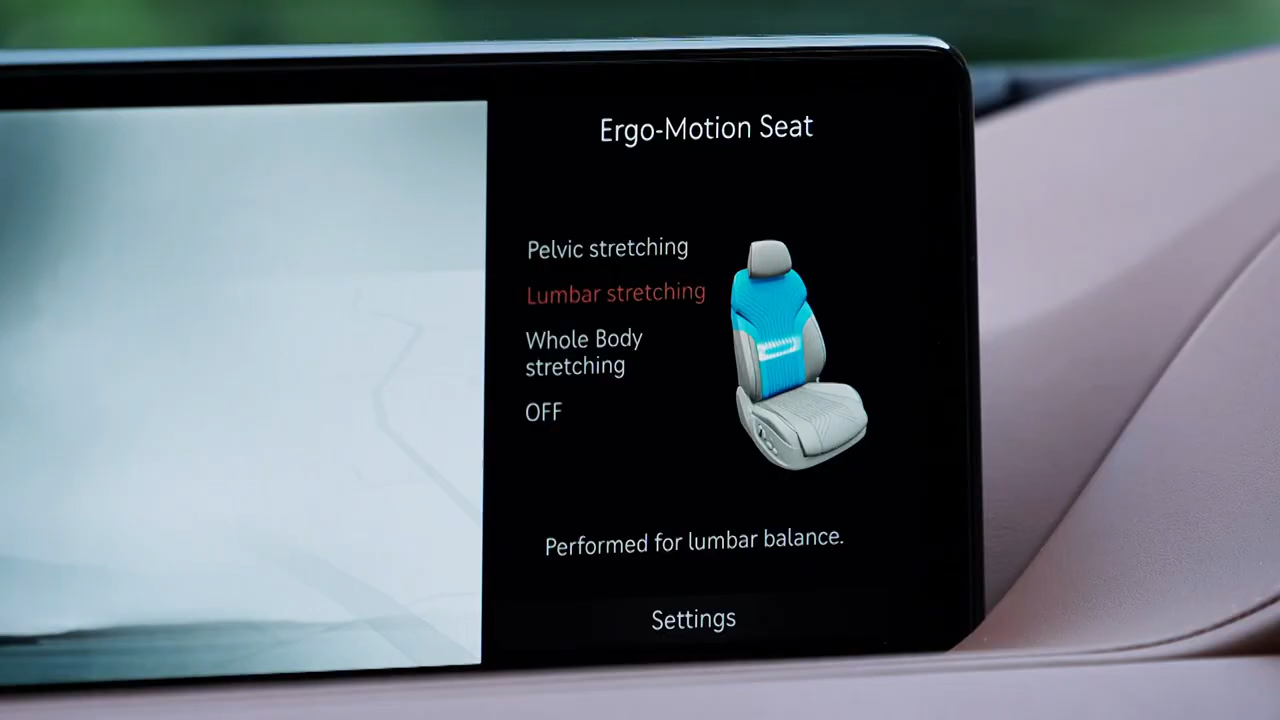 Ergo-Motion Seat
Pelvic stretching
Lumbar stretching
Whole Body
stretching
OFF
Performed for lumbar balance.
Settings